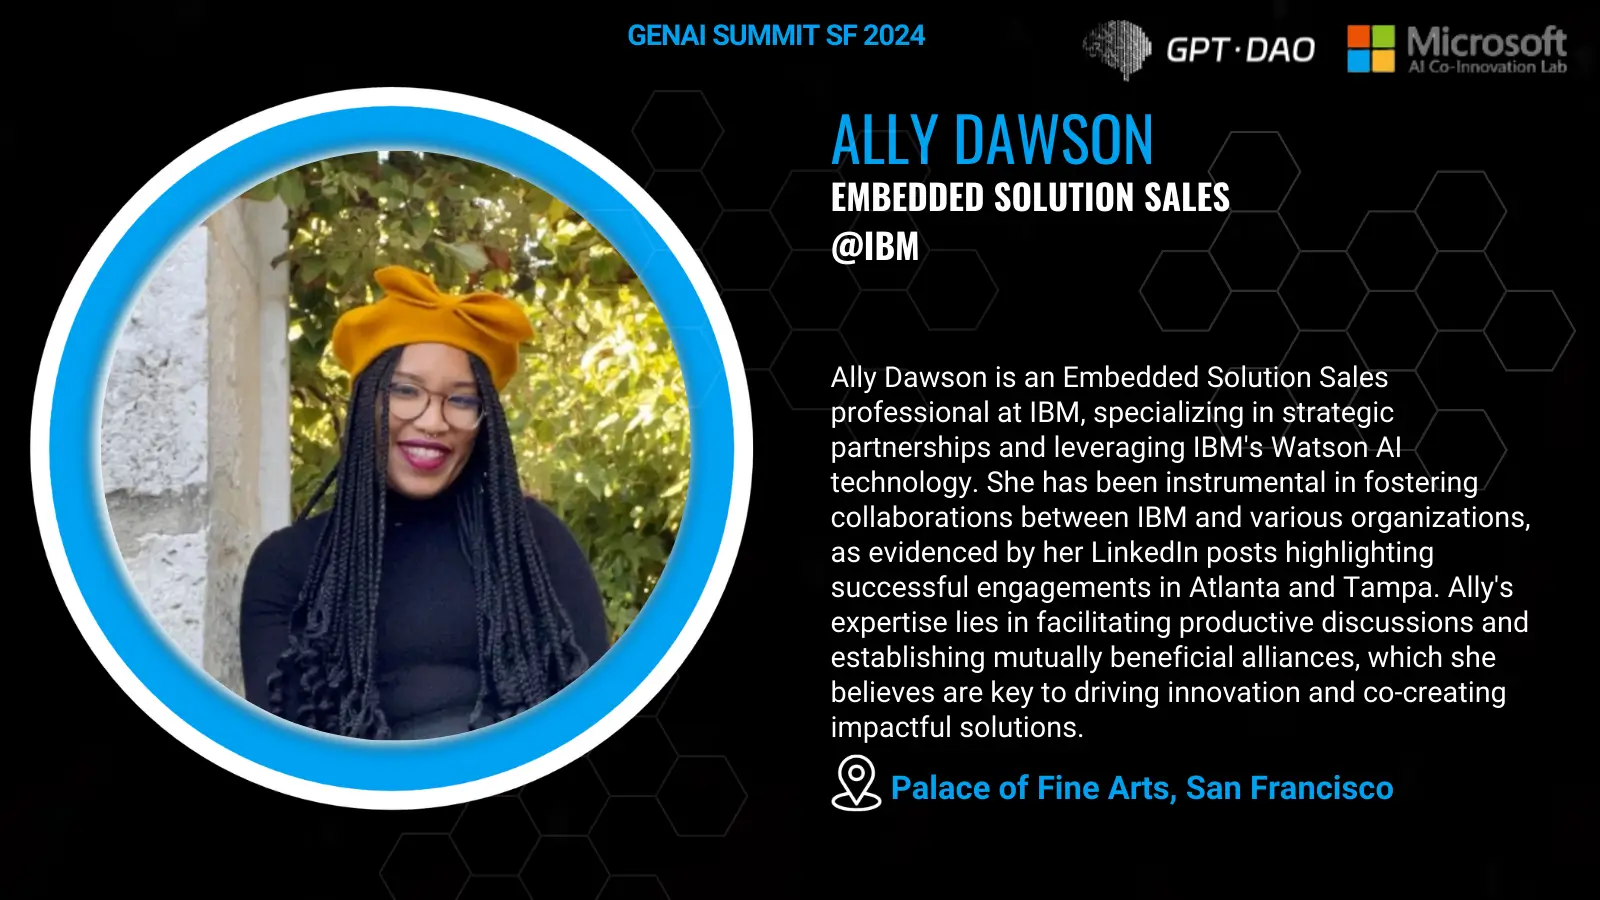 GENAI SUMMIT SF 2024
GPT·DAO
Microsoft
AI Co-Innovation Lab
ALLY DAWSON
EMBEDDED SOLUTION SALES
@IBM
Ally Dawson is an Embedded Solution Sales
professional at IBM, specializing in strategic
partnerships and leveraging IBM's Watson AI
technology. She has been instrumental in fostering
collaborations between IBM and various organizations,
as evidenced by her LinkedIn posts highlighting
successful engagements in Atlanta and Tampa. Ally's
expertise lies in facilitating productive discussions and
establishing mutually beneficial alliances, which she
believes are key to driving innovation and co-creating
impactful solutions.
Palace of Fine Arts, San Francisco